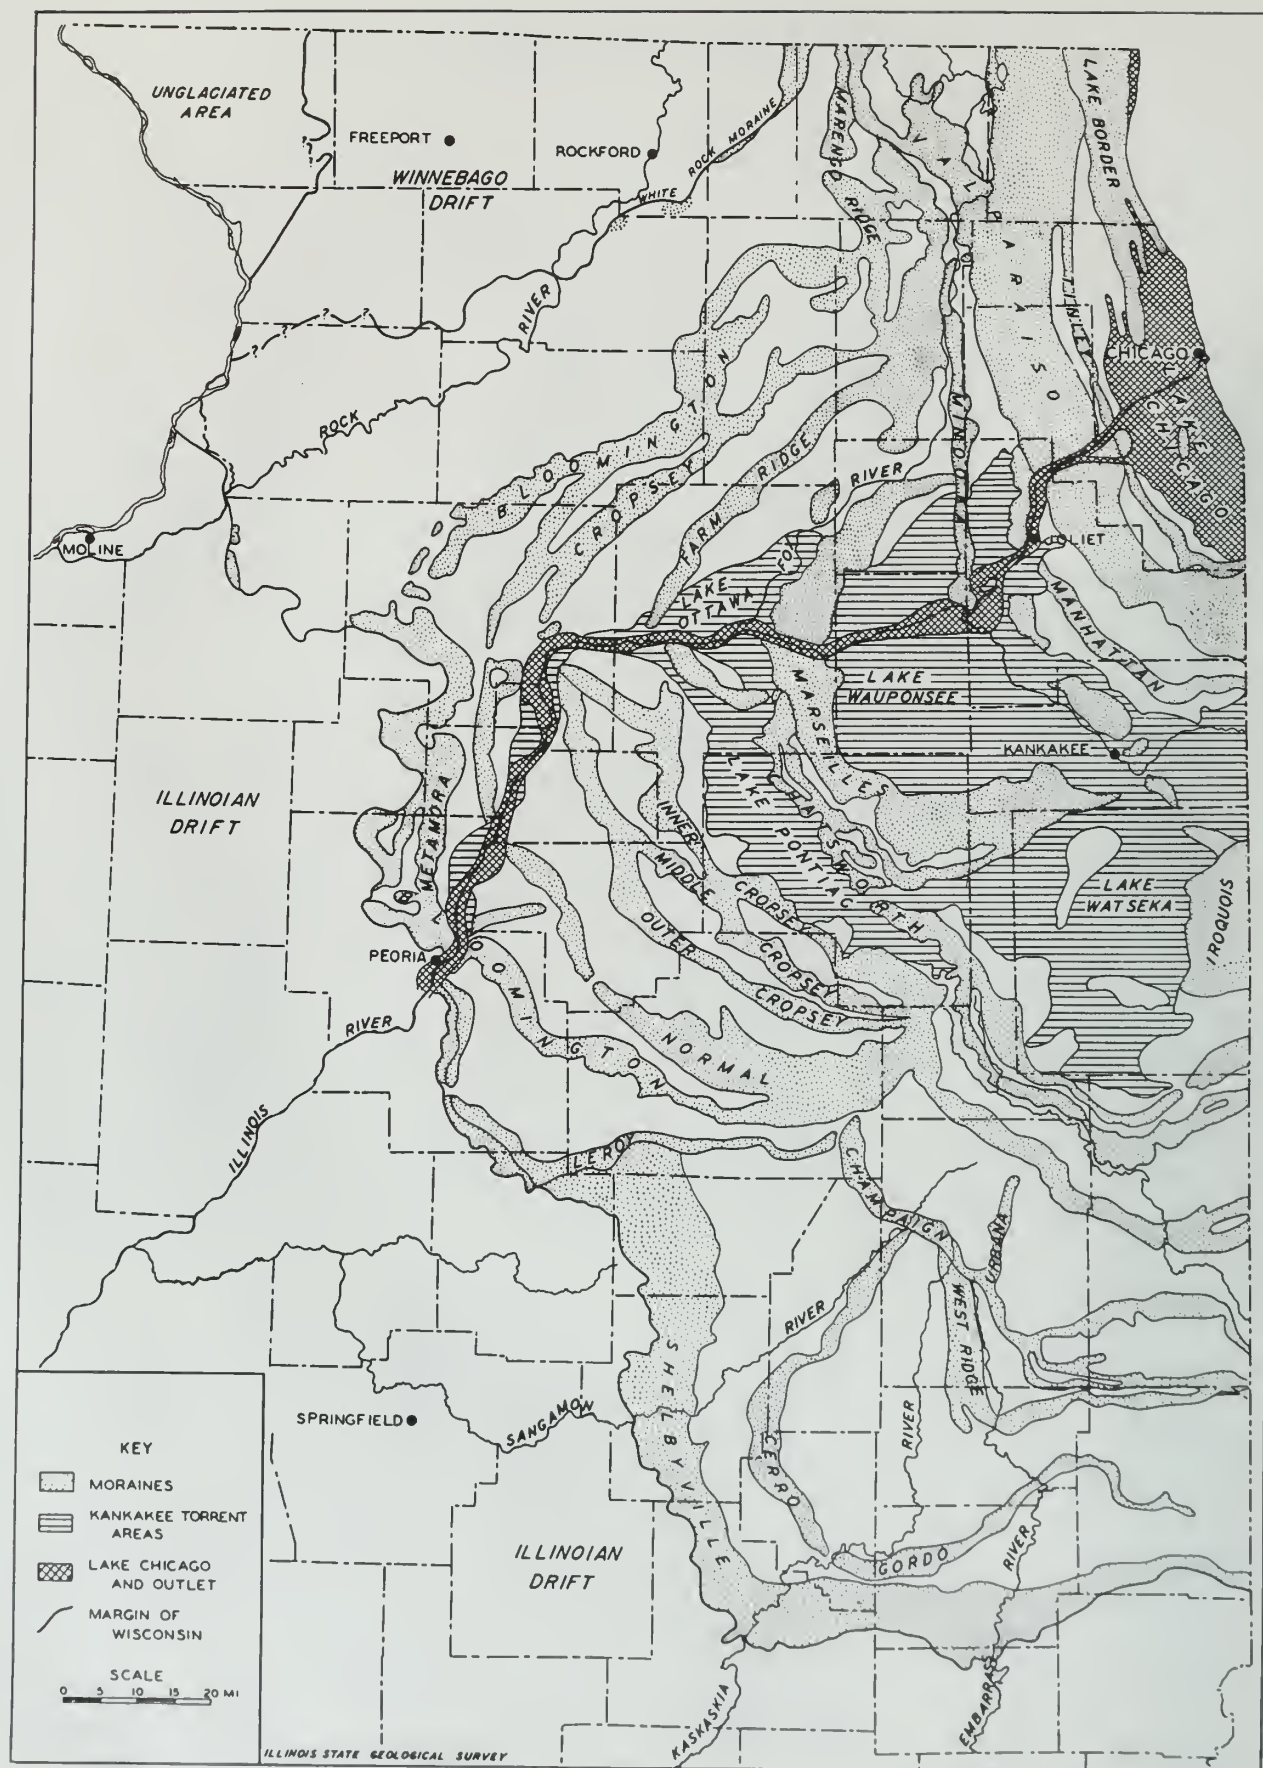 UNGLACIATED
AREA
FREEPORT
ROCKFORD
WINNEBAGO
DRIFT
WHITE ROCK MORAINE
MARENGO RIDGE
VALPARAISO
LAKE BORDER
TINLEY
CHICAGO
LAKE
CHICAGO
MINOOKA
RIVER
ROCK
BLOOMINGTON
CROPSEY
FARM RIDGE
RIVER
FOX
MOLINE
JOLIET
LAKE
OTTAWA
MANHATTAN
LAKE
WAUPONSEE
MARSEILLES
KANKAKEE
ILLINOIAN
DRIFT
METAMORA
LAKE
PONTIAC
CHATSWORTH
INNER
CROPSEY
MIDDLE
CROPSEY
OUTER
CROPSEY
LAKE
WATSEKA
IROQUOIS
PEORIA
BLOOMINGTON
NORMAL
RIVER
ILLINOIS
LEROY
CHAMPAIGN
URBANA
WEST RIDGE
RIVER
SHELBYVILLE
SPRINGFIELD
SANGAMON
CERRO
GORDO
RIVER
RIVER
ILLINOIAN
DRIFT
KASKASKIA
EMBARRASS
KEY
MORAINES
KANKAKEE TORRENT
AREAS
LAKE CHICAGO
AND OUTLET
MARGIN OF
WISCONSIN
SCALE
0 5 10 15 20 MI
ILLINOIS STATE GEOLOGICAL SURVEY